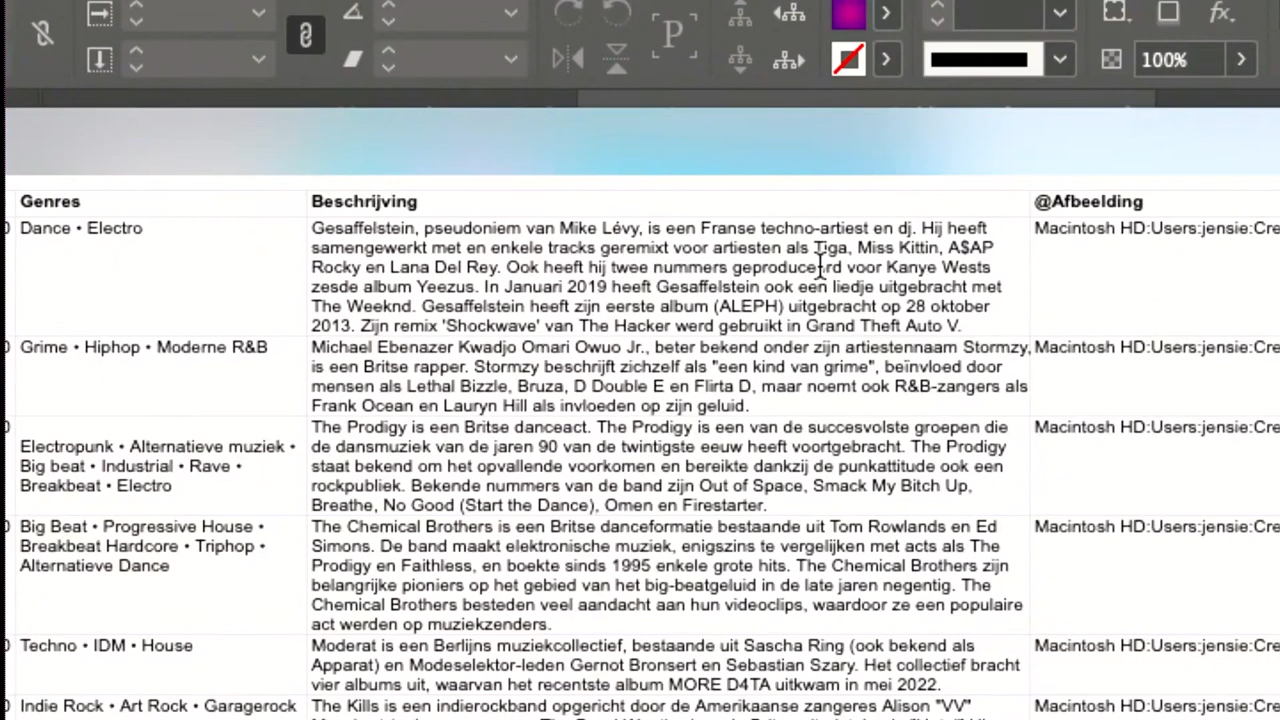 P
fx.
100%
Genres
Beschrijving
@Afbeelding
Dance • Electro
Gesaffelstein, pseudoniem van Mike Lévy, is een Franse techno-artiest en dj. Hij heeft
samengewerkt met en enkele tracks geremixt voor artiesten als Tiga, Miss Kittin, A$AP
Rocky en Lana Del Rey. Ook heeft hij twee nummers geproduceerd voor Kanye Wests
zesde album Yeezus. In Januari 2019 heeft Gesaffelstein ook een liedje uitgebracht met
The Weeknd. Gesaffelstein heeft zijn eerste album (ALEPH) uitgebracht op 28 oktober
2013. Zijn remix 'Shockwave' van The Hacker werd gebruikt in Grand Theft Auto V.
Macintosh HD:Users:jensie:Cre
Grime • Hiphop • Moderne R&B
Michael Ebenazer Kwadjo Omari Owuo Jr., beter bekend onder zijn artiestennaam Stormzy,
is een Britse rapper. Stormzy beschrijft zichzelf als "een kind van grime", beïnvloed door
mensen als Lethal Bizzle, Bruza, D Double E en Flirta D, maar noemt ook R&B-zangers als
Frank Ocean en Lauryn Hill als invloeden op zijn geluid.
Macintosh HD:Users:jensie:Cre
Electropunk • Alternatieve muziek •
Big beat • Industrial • Rave •
Breakbeat • Electro
The Prodigy is een Britse danceact. The Prodigy is een van de succesvolste groepen die
de dansmuziek van de jaren 90 van de twintigste eeuw heeft voortgebracht. The Prodigy
staat bekend om het opvallende voorkomen en bereikte dankzij de punkattitude ook een
rockpubliek. Bekende nummers van de band zijn Out of Space, Smack My Bitch Up,
Breathe, No Good (Start the Dance), Omen en Firestarter.
Macintosh HD:Users:jensie:Cre
Big Beat • Progressive House •
Breakbeat Hardcore • Triphop •
Alternative Dance
The Chemical Brothers is een Britse danceformatie bestaande uit Tom Rowlands en Ed
Simons. De band maakt elektronische muziek, enigszins te vergelijken met acts als The
Prodigy en Faithless, en boekte sinds 1995 enkele grote hits. The Chemical Brothers zijn
belangrijke pioniers op het gebied van het big-beatgeluid in de late jaren negentig. The
Chemical Brothers besteden veel aandacht aan hun videoclips, waardoor ze een populaire
act werden op muziekzenders.
Macintosh HD:Users:jensie:Cre
Techno • IDM • House
Moderat is een Berlijns muziekcollectief, bestaande uit Sascha Ring (ook bekend als
Apparat) en Modeselektor-leden Gernot Bronsert en Sebastian Szary. Het collectief bracht
vier albums uit, waarvan het recentste album MORE D4TA uitkwam in mei 2022.
Macintosh HD:Users:jensie:Cre
Indie Rock • Art Rock • Garagerock
The Kills is een indierockband opgericht door de Amerikaanse zangeres Alison "VV"
Macintosh HD:Users:jensie:Cre